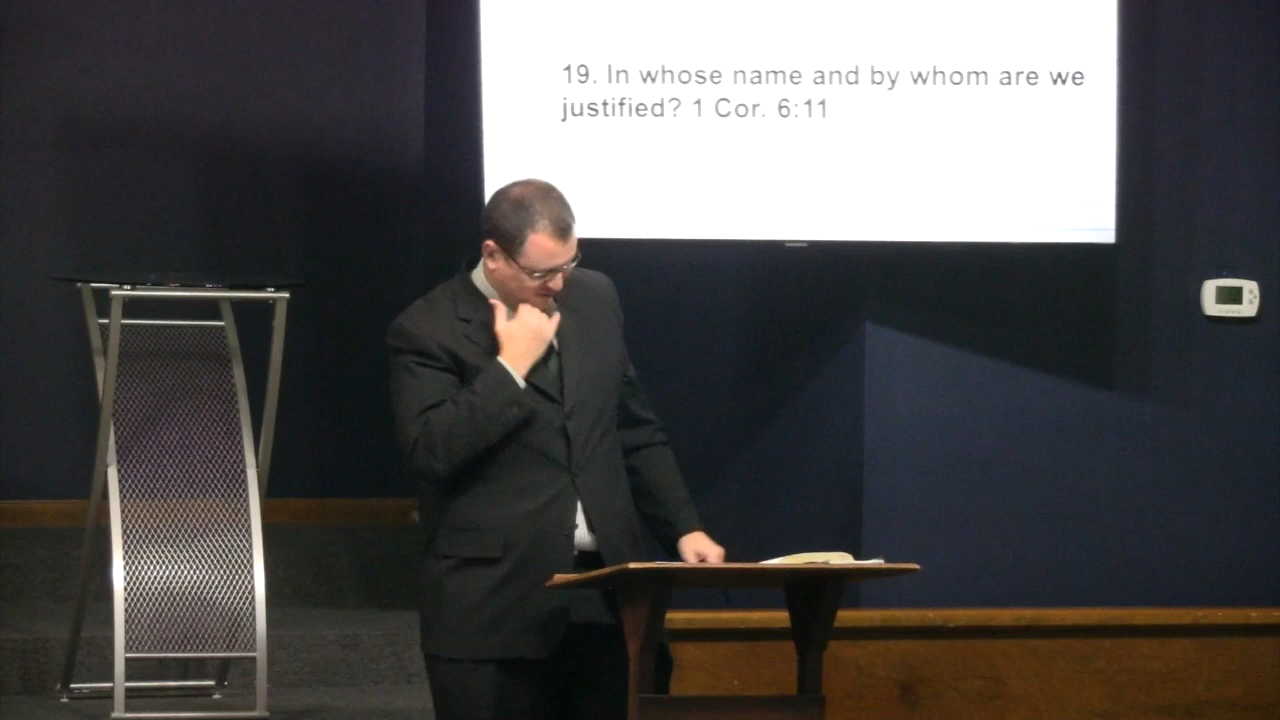 19. In whose name and by whom are we
justified? 1 Cor. 6:11